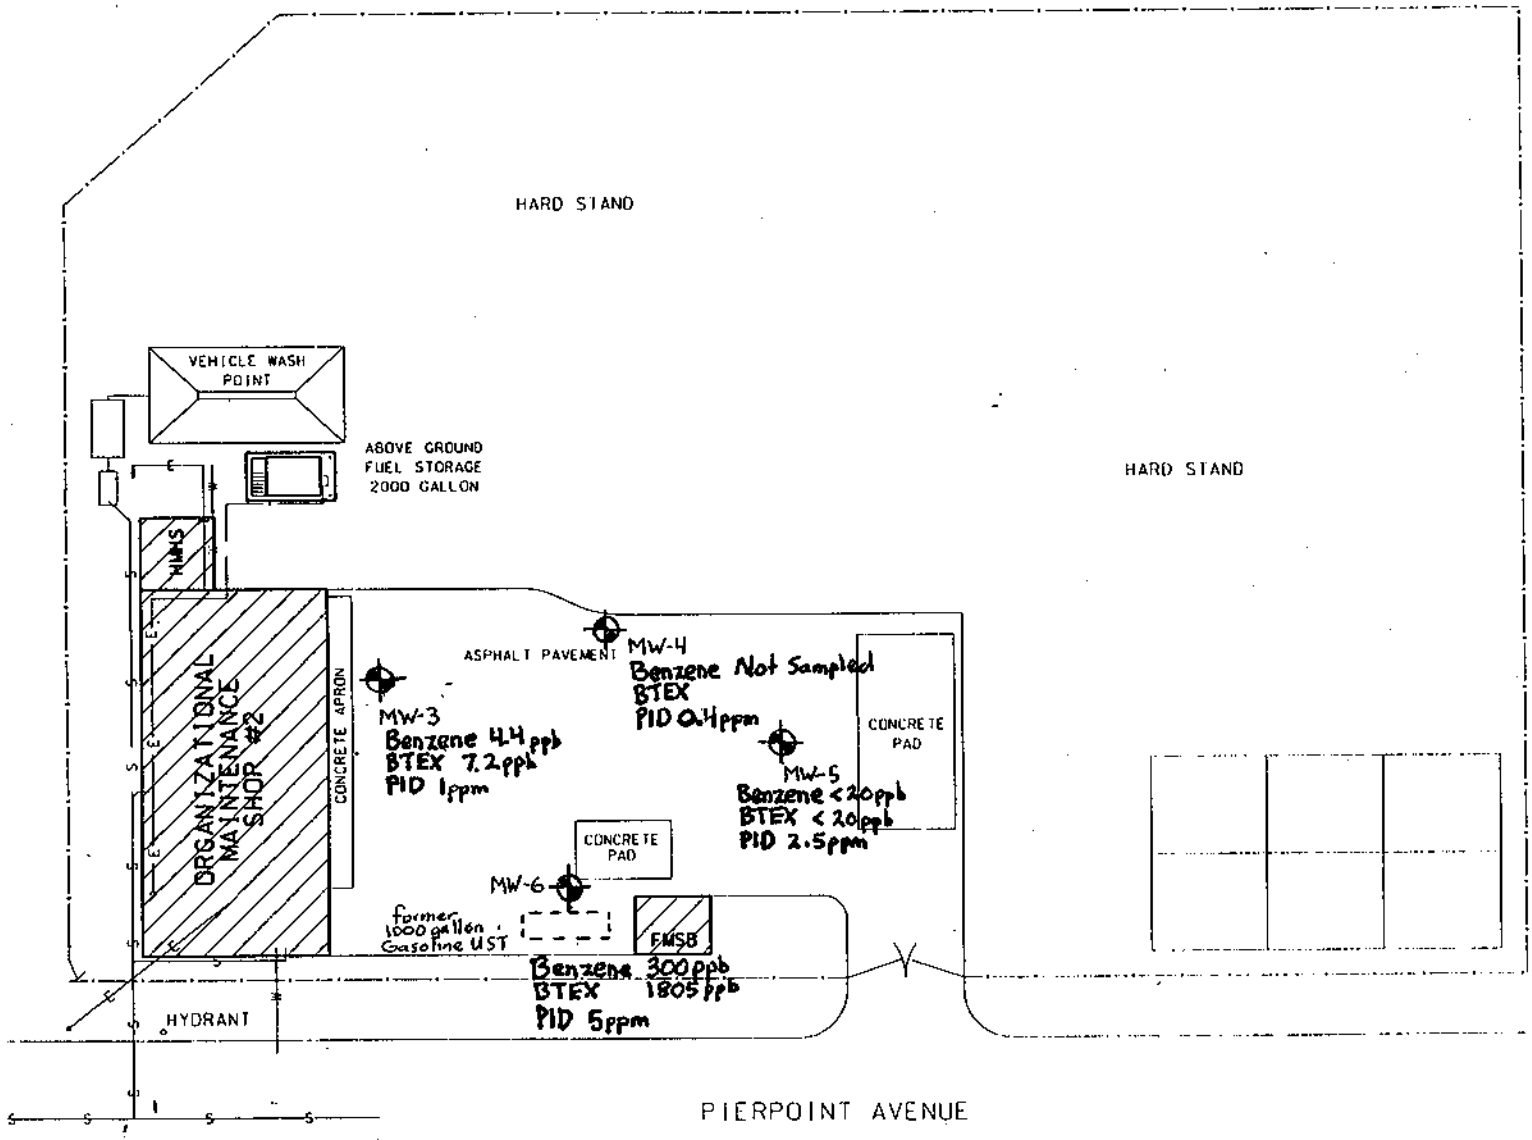 HARD STAND
VEHICLE WASH
POINT
ABOVE GROUND
FUEL STORAGE
2000 GALLON
HARD STAND
HMHS
ORGANIZATIONAL
MAINTENANCE
SHOP #2
CONCRETE APRON
ASPHALT PAVEMENT
MW-4
Benzene Not Sampled
BTEX
PID 0.4ppm
MW-3
Benzene 4.4 ppb
BTEX 7.2ppb
PID 1ppm
CONCRETE
PAD
MW-5
Benzene <20ppb
BTEX <20ppb
PID 2.5ppm
CONCRETE
PAD
MW-6
former
1000 gallon
Gasoline UST
FMSB
Benzene 300ppb
BTEX 1805ppb
PID 5ppm
HYDRANT
PIERPOINT AVENUE